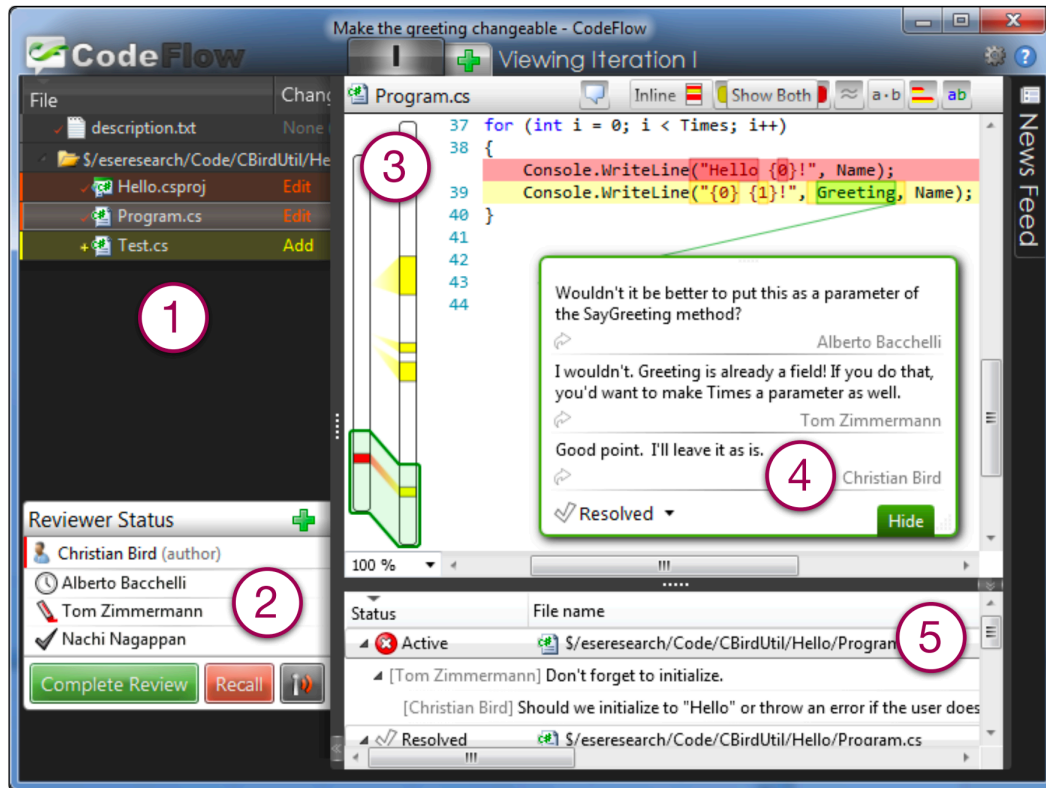 Make the greeting changeable - CodeFlow
CodeFlow
I
Viewing Iteration I
?
File
Chang
description.txt
None (
$/eseresearch/Code/CBirdUtil/He
Hello.csproj
Edit
Program.cs
Edit
+ Test.cs
Add
1
Reviewer Status
Christian Bird (author)
Alberto Bacchelli
Tom Zimmermann
Nachi Nagappan
2
Complete Review
Recall
Program.cs
Inline
Show Both
≈
a·b
ab
News Feed
3
37 for (int i = 0; i < Times; i++)
38 {
Console.WriteLine("Hello {0}!", Name);
39 Console.WriteLine("{0} {1}!", Greeting, Name);
40 }
41
42
43
44
Wouldn't it be better to put this as a parameter of
the SayGreeting method?
Alberto Bacchelli
I wouldn't. Greeting is already a field! If you do that,
you'd want to make Times a parameter as well.
Tom Zimmermann
Good point. I'll leave it as is.
Christian Bird
4
Resolved
Hide
100 %
Status
File name
5
Active
$/eseresearch/Code/CBirdUtil/Hello/Program
[Tom Zimmermann] Don't forget to initialize.
[Christian Bird] Should we initialize to "Hello" or throw an error if the user does
Resolved
$/eseresearch/Code/CBirdUtil/Hello/Program.cs